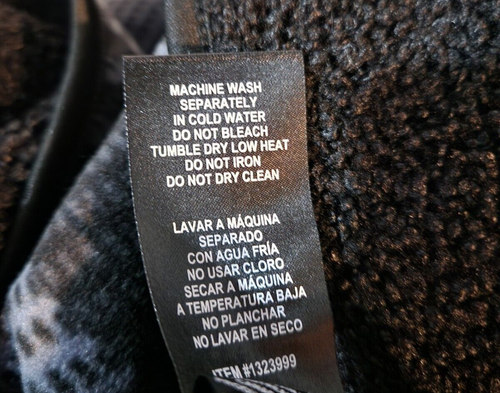 MACHINE WASH
SEPARATELY
IN COLD WATER
DO NOT BLEACH
TUMBLE DRY LOW HEAT
DO NOT IRON
DO NOT DRY CLEAN
LAVAR A MÁQUINA
SEPARADO
CON AGUA FRÍA
NO USAR CLORO
SECAR A MÁQUINA
A TEMPERATURA BAJA
NO PLANCHAR
NO LAVAR EN SECO
ITEM #1323999